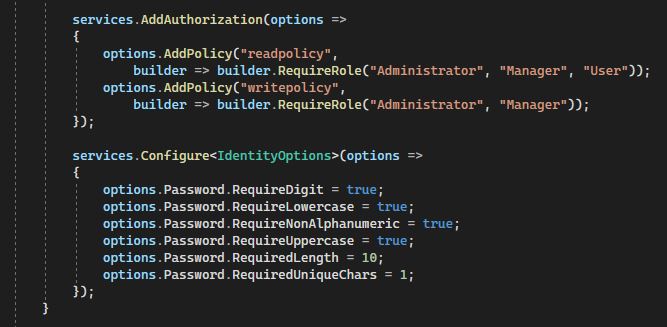 services.AddAuthorization(options =>
{
options.AddPolicy("readpolicy",
builder => builder.RequireRole("Administrator", "Manager", "User"));
options.AddPolicy("writepolicy",
builder => builder.RequireRole("Administrator", "Manager"));
});
services.Configure<IdentityOptions>(options =>
{
options.Password.RequireDigit = true;
options.Password.RequireLowercase = true;
options.Password.RequireNonAlphanumeric = true;
options.Password.RequireUppercase = true;
options.Password.RequiredLength = 10;
options.Password.RequiredUniqueChars = 1;
});
}